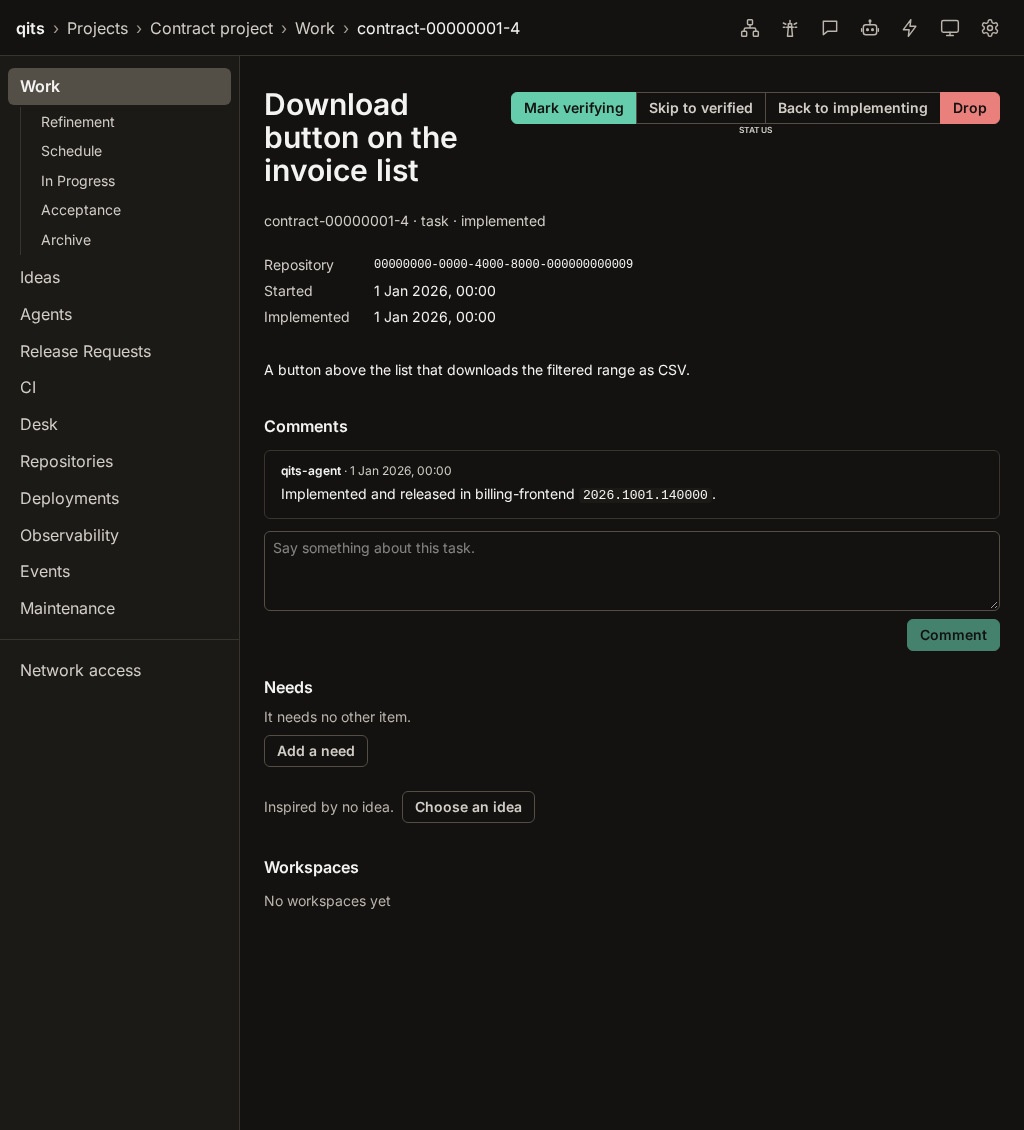 qits › Projects › Contract project › Work › contract-00000001-4
Work
Refinement
Schedule
In Progress
Acceptance
Archive
Ideas
Agents
Release Requests
CI
Desk
Repositories
Deployments
Observability
Events
Maintenance
Network access
Download
button on the
invoice list
Mark verifying
Skip to verified
Back to implementing
Drop
STATUS
contract-00000001-4 · task · implemented
Repository 00000000-0000-4000-8000-000000000009
Started 1 Jan 2026, 00:00
Implemented 1 Jan 2026, 00:00
A button above the list that downloads the filtered range as CSV.
Comments
qits-agent · 1 Jan 2026, 00:00
Implemented and released in billing-frontend 2026.1001.140000.
Say something about this task.
Comment
Needs
It needs no other item.
Add a need
Inspired by no idea. Choose an idea
Workspaces
No workspaces yet